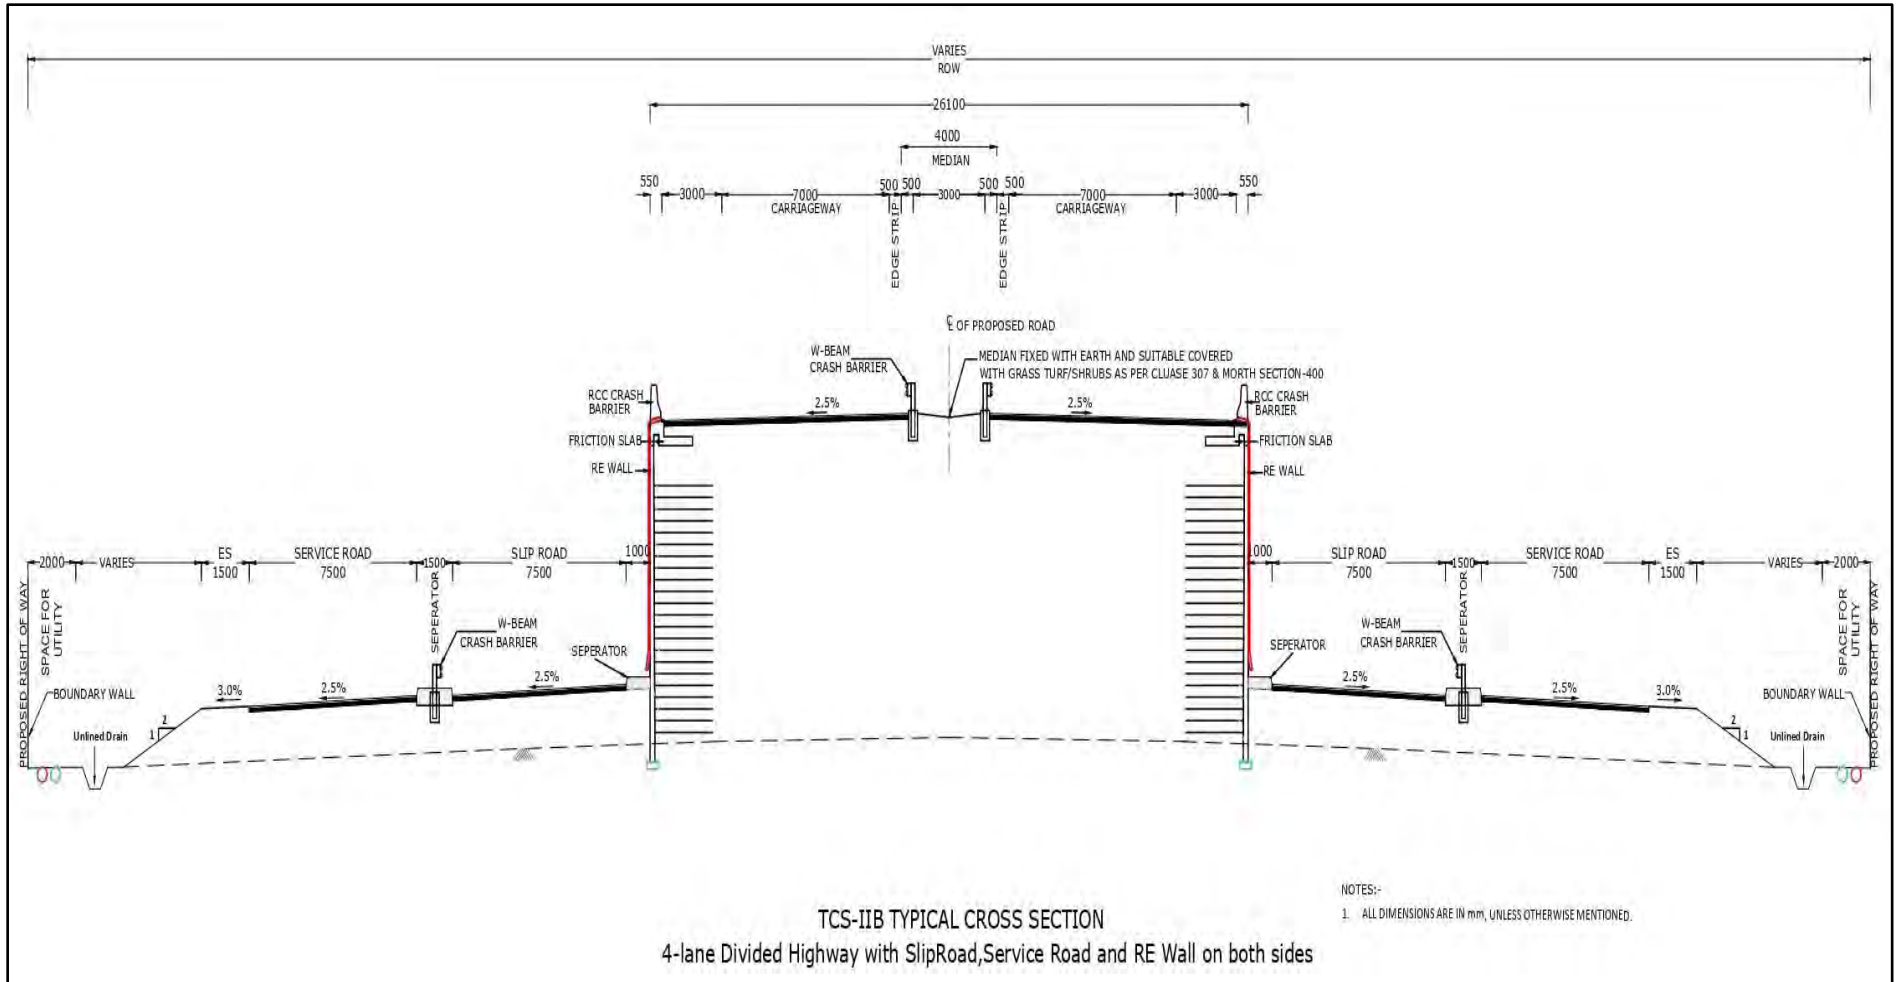 VARIES
ROW
26100
4000
MEDIAN
550 3000 7000 500 500 3000 500 500 7000 3000 550
CARRIAGEWAY CARRIAGEWAY
EDGE STRIP EDGE STRIP
℄ OF PROPOSED ROAD
W-BEAM
CRASH BARRIER
MEDIAN FIXED WITH EARTH AND SUITABLE COVERED
WITH GRASS TURF/SHRUBS AS PER CLUASE 307 & MORTH SECTION-400
RCC CRASH
BARRIER
2.5% 2.5%
RCC CRASH
BARRIER
FRICTION SLAB FRICTION SLAB
RE WALL RE WALL
2000 VARIES ES SERVICE ROAD 1500 SLIP ROAD 1000
1500 7500 7500
1000 SLIP ROAD 1500 SERVICE ROAD ES VARIES 2000
7500 7500 1500
PROPOSED RIGHT OF WAY
SPACE FOR
UTILITY
SEPERATOR
W-BEAM
CRASH BARRIER
SEPERATOR
BOUNDARY WALL
3.0% 2.5% 2.5%
2
1
Unlined Drain
W-BEAM
CRASH BARRIER
SEPERATOR
SEPERATOR
2.5% 2.5% 3.0%
BOUNDARY WALL
2
1
Unlined Drain
SPACE FOR
UTILITY
PROPOSED RIGHT OF WAY
NOTES:-
1. ALL DIMENSIONS ARE IN mm, UNLESS OTHERWISE MENTIONED.
TCS-IIB TYPICAL CROSS SECTION
4-lane Divided Highway with SlipRoad,Service Road and RE Wall on both sides